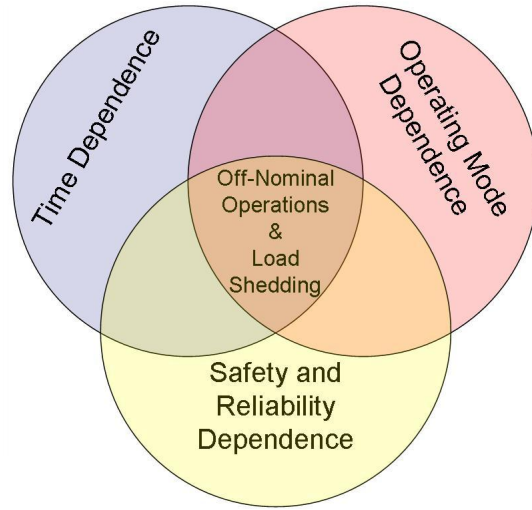 Time Dependence
Operating Mode
Dependence
Off-Nominal
Operations
&
Load
Shedding
Safety and
Reliability
Dependence